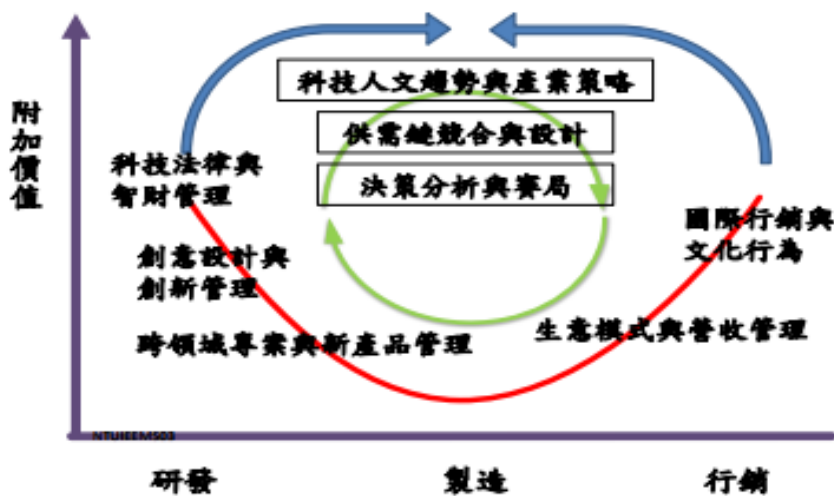 附加價值
科技人文趨勢與產業策略
供需鏈競合與設計
決策分析與賽局
科技法律與
智財管理
創意設計與
創新管理
跨領域專案與新產品管理
國際行銷與
文化行為
生意模式與營收管理
NTUIEEMS03
研發
製造
行銷